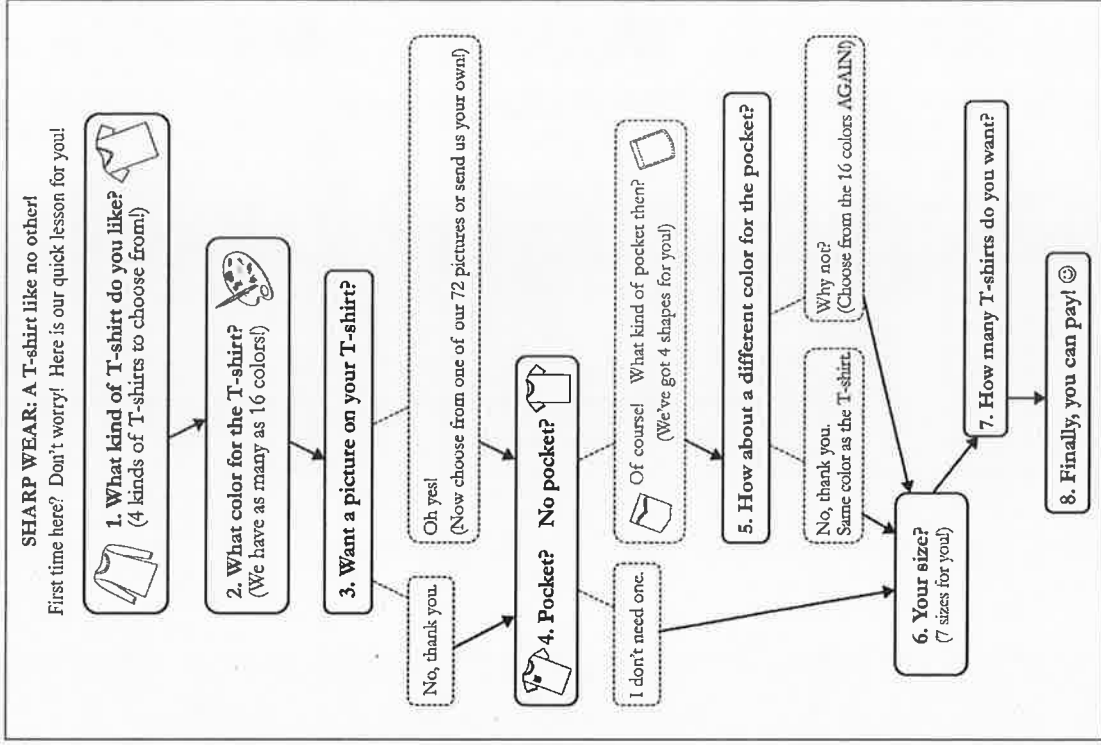 SHARP WEAR: A T-shirt like no other!
First time here? Don't worry! Here is our quick lesson for you!
1. What kind of T-shirt do you like?
(4 kinds of T-shirts to choose from!)
2. What color for the T-shirt?
(We have as many as 16 colors!)
3. Want a picture on your T-shirt?
No, thank you.
Oh yes!
(Now choose from one of our 72 pictures or send us your own!)
4. Pocket? No pocket?
I don't need one.
Of course! What kind of pocket then?
(We've got 4 shapes for you!)
5. How about a different color for the pocket?
No, thank you.
Same color as the T-shirt.
Why not?
(Choose from the 16 colors AGAIN!)
6. Your size?
(7 sizes for you!)
7. How many T-shirts do you want?
8. Finally, you can pay! ☺